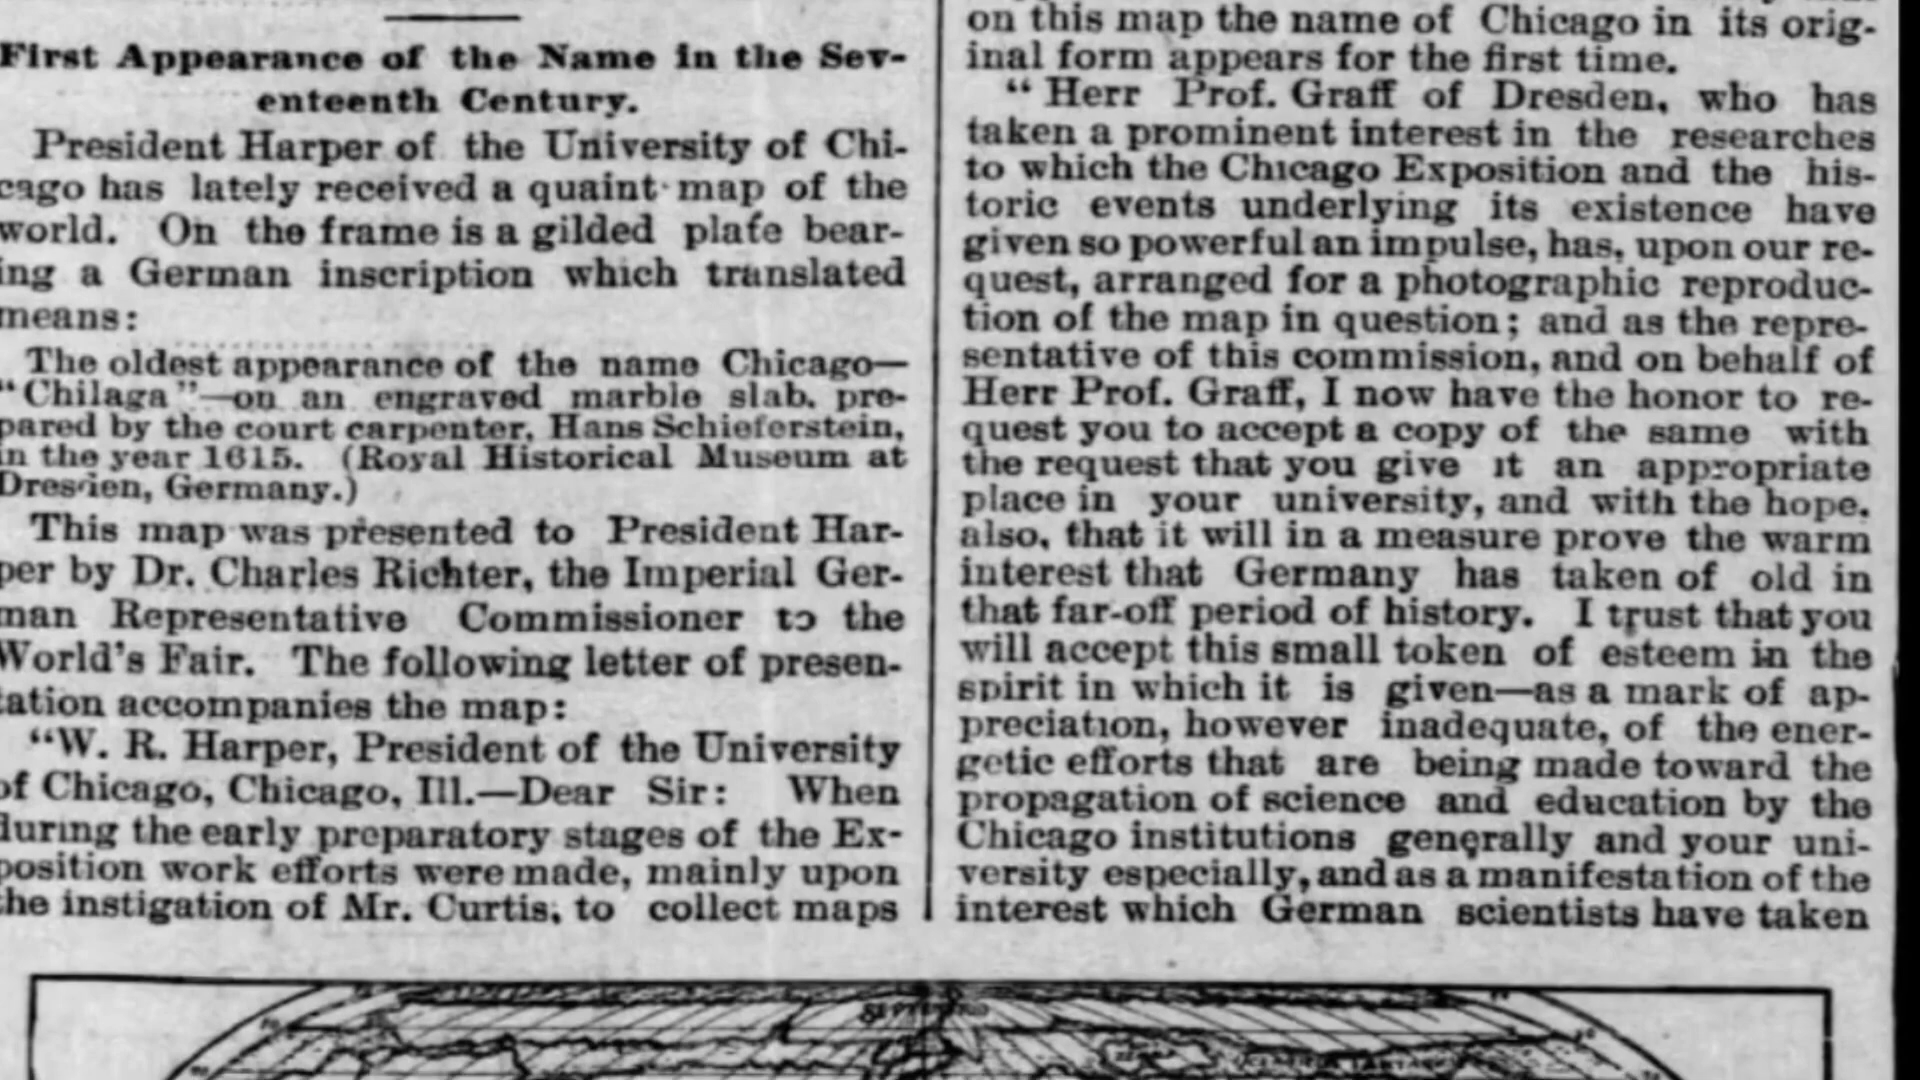 First Appearance of the Name in the Sev-
enteenth Century.
President Harper of the University of Chi-
cago has lately received a quaint map of the
world. On the frame is a gilded plate bear-
ing a German inscription which translated
means:
The oldest appearance of the name Chicago—
"Chilaga"—on an engraved marble slab, pre-
pared by the court carpenter, Hans Schieferstein,
in the year 1615. (Royal Historical Museum at
Dresden, Germany.)
This map was presented to President Har-
per by Dr. Charles Richter, the Imperial Ger-
man Representative Commissioner to the
World's Fair. The following letter of presen-
tation accompanies the map:
"W. R. Harper, President of the University
of Chicago, Chicago, Ill.—Dear Sir: When
during the early preparatory stages of the Ex-
position work efforts were made, mainly upon
the instigation of Mr. Curtis, to collect maps
on this map the name of Chicago in its orig-
inal form appears for the first time.
"Herr Prof. Graff of Dresden, who has
taken a prominent interest in the researches
to which the Chicago Exposition and the his-
toric events underlying its existence have
given so powerful an impulse, has, upon our re-
quest, arranged for a photographic reproduc-
tion of the map in question; and as the repre-
sentative of this commission, and on behalf of
Herr Prof. Graff, I now have the honor to re-
quest you to accept a copy of the same with
the request that you give it an appropriate
place in your university, and with the hope,
also, that it will in a measure prove the warm
interest that Germany has taken of old in
that far-off period of history. I trust that you
will accept this small token of esteem in the
spirit in which it is given—as a mark of ap-
preciation, however inadequate, of the ener-
getic efforts that are being made toward the
propagation of science and education by the
Chicago institutions generally and your uni-
versity especially, and as a manifestation of the
interest which German scientists have taken